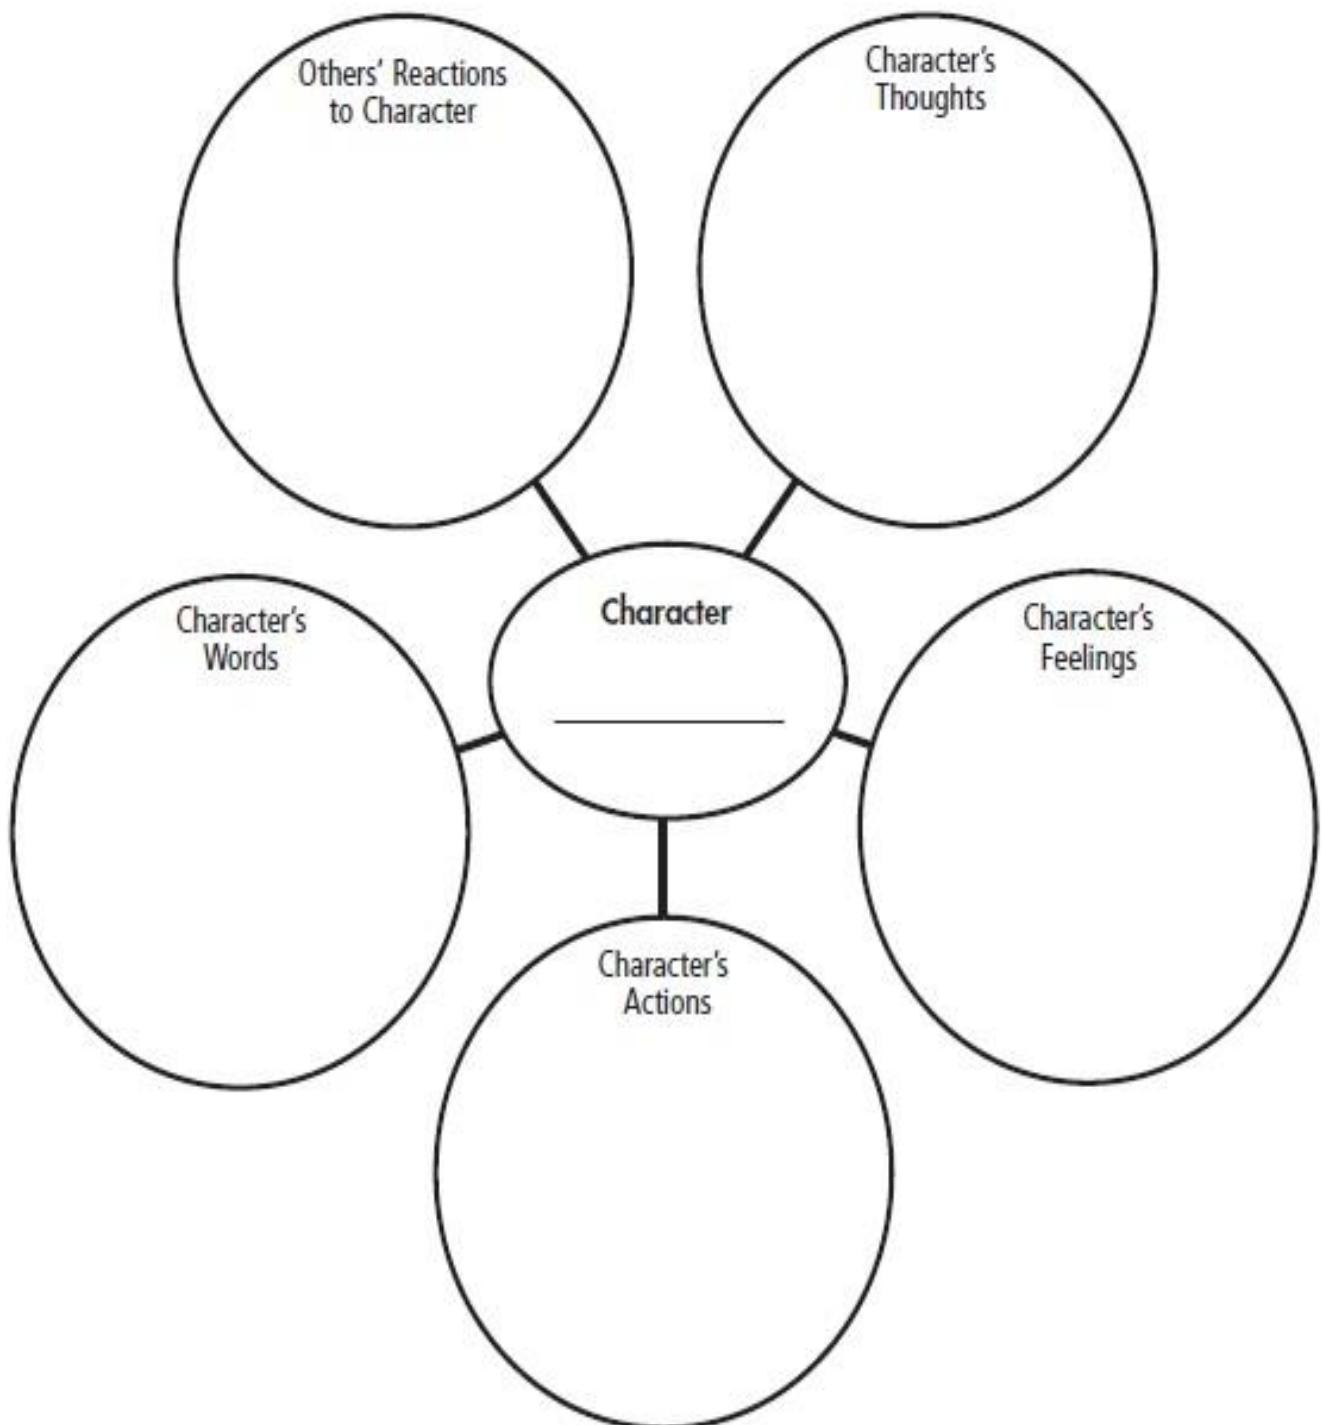 Others' Reactions
to Character
Character's
Thoughts
Character
Character's
Words
Character's
Feelings
Character's
Actions